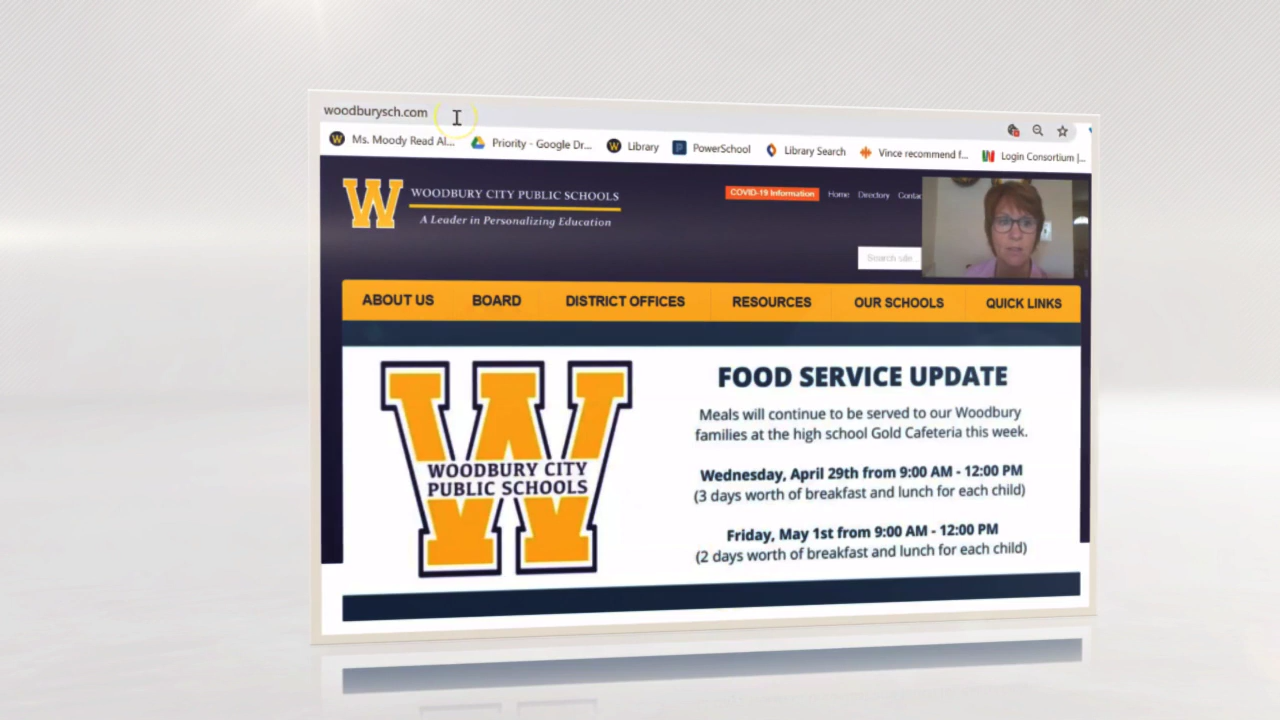 woodburysch.com
Ms. Moody Read Al...
Priority - Google Dr...
Library
PowerSchool
Library Search
Vince recommend f...
Login Consortium |...
W WOODBURY CITY PUBLIC SCHOOLS
A Leader in Personalizing Education
COVID-19 Information
Home
Directory
Contac
Search site
ABOUT US
BOARD
DISTRICT OFFICES
RESOURCES
OUR SCHOOLS
QUICK LINKS
W
WOODBURY CITY
PUBLIC SCHOOLS
FOOD SERVICE UPDATE
Meals will continue to be served to our Woodbury
families at the high school Gold Cafeteria this week.
Wednesday, April 29th from 9:00 AM - 12:00 PM
(3 days worth of breakfast and lunch for each child)
Friday, May 1st from 9:00 AM - 12:00 PM
(2 days worth of breakfast and lunch for each child)